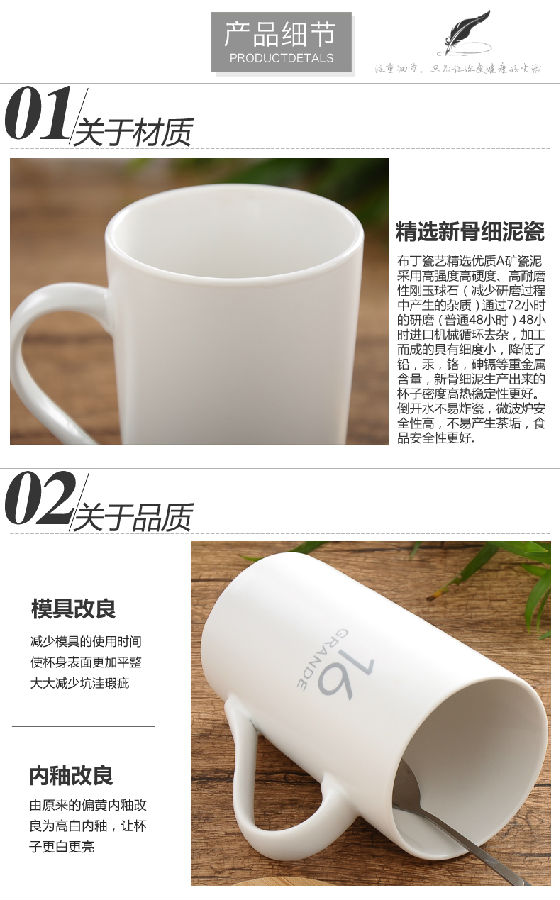 产品细节
PRODUCTDETALS
01
关于材质
精选新骨细泥瓷
布丁瓷艺精选优质A矿瓷泥
采用高强度高硬度、高耐磨
性刚玉球石（减少研磨过程
中产生的杂质）通过72小时
的研磨（普通48小时）48小
时进口机械循环去杂，加工
而成的具有细度小，降低了
铅，汞，铬，砷镉等重金属
含量，新骨细泥生产出来的
杯子密度高热稳定性更好。
倒开水不易炸瓷，微波炉安
全性高，不易产生茶垢，食
品安全性更好。
02
关于品质
模具改良
减少模具的使用时间
使杯身表面更加平整
大大减少坑洼瑕疵
16
GRANDE
内釉改良
由原来的偏黄内釉改
良为高白内釉，让杯
子更白更亮